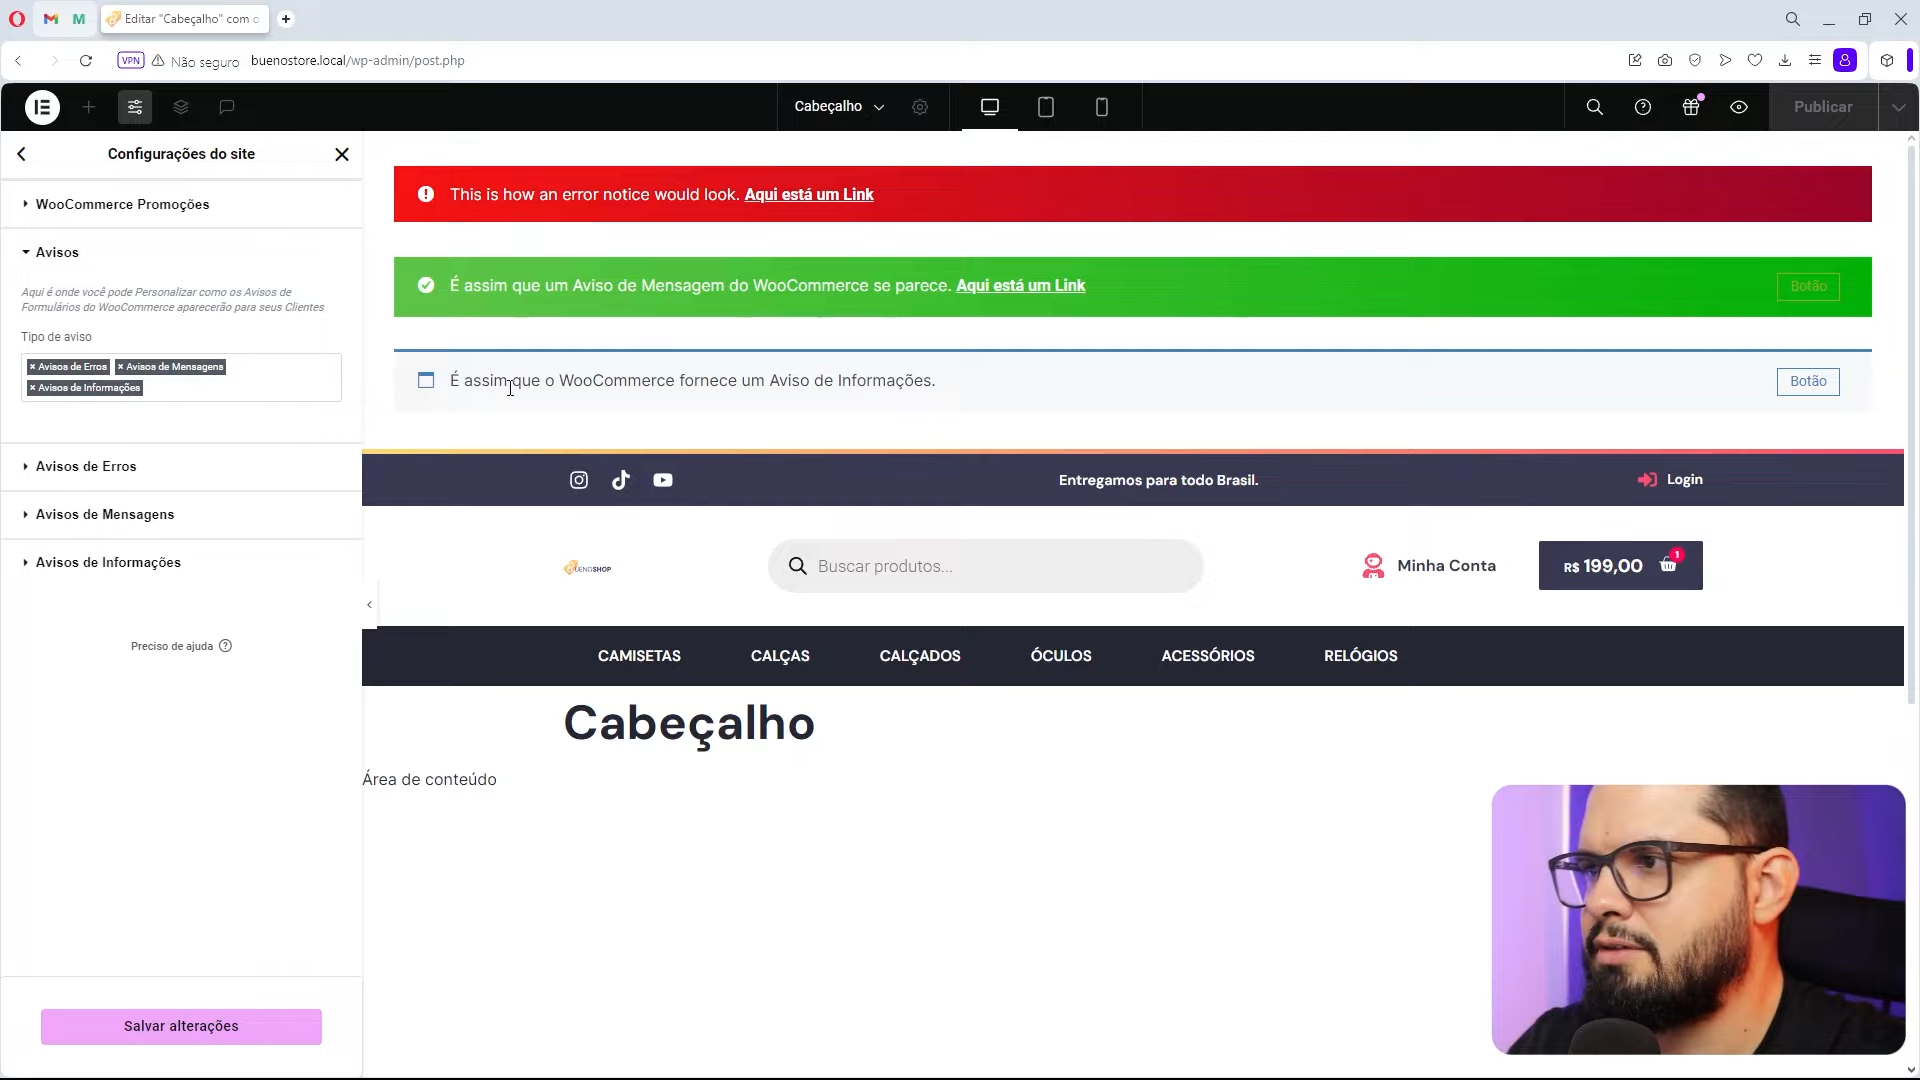 Editar "Cabeçalho" com o
VPN
Não seguro
buenostore.local/wp-admin/post.php
Cabeçalho
Publicar
Configurações do site
WooCommerce Promoções
Avisos
Aqui é onde você pode Personalizar como os Avisos de
Formulários do WooCommerce aparecerão para seus Clientes
Tipo de aviso
× Avisos de Erros × Avisos de Mensagens
× Avisos de Informações
Avisos de Erros
Avisos de Mensagens
Avisos de Informações
Preciso de ajuda
Salvar alterações
This is how an error notice would look. Aqui está um Link
É assim que um Aviso de Mensagem do WooCommerce se parece. Aqui está um Link
Botão
É assim que o WooCommerce fornece um Aviso de Informações.
Botão
Entregamos para todo Brasil.
Login
BUENOSHOP
Buscar produtos...
Minha Conta
R$ 199,00
1
CAMISETAS CALÇAS CALÇADOS ÓCULOS ACESSÓRIOS RELÓGIOS
Cabeçalho
Área de conteúdo